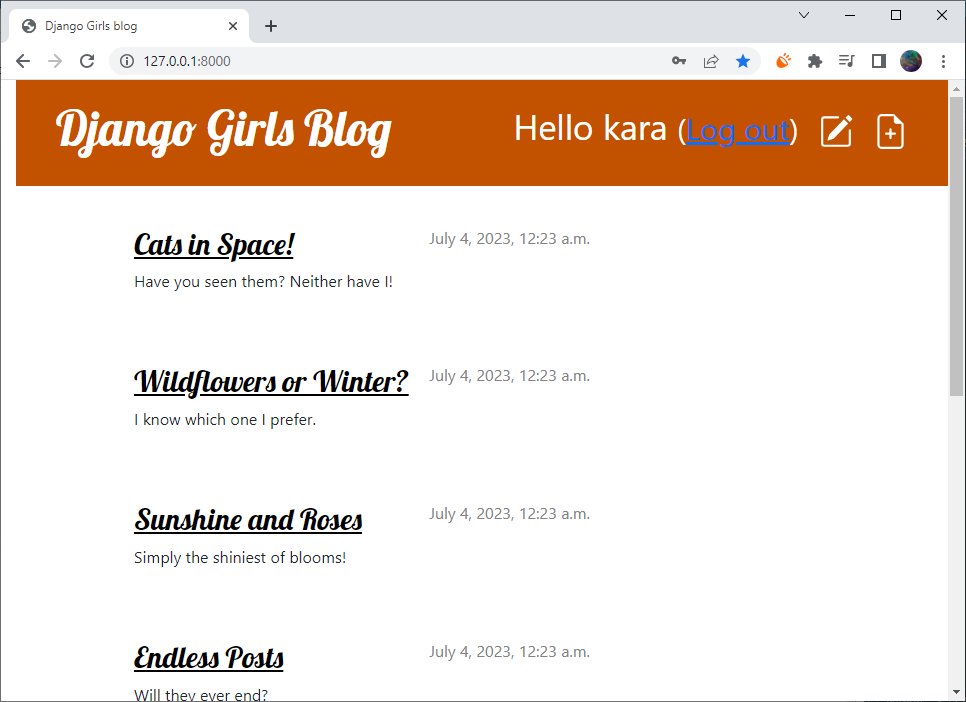 Django Girls blog
127.0.0.1:8000
Django Girls Blog
Hello kara (Log out)
Cats in Space!
July 4, 2023, 12:23 a.m.
Have you seen them? Neither have I!
Wildflowers or Winter?
July 4, 2023, 12:23 a.m.
I know which one I prefer.
Sunshine and Roses
July 4, 2023, 12:23 a.m.
Simply the shiniest of blooms!
Endless Posts
July 4, 2023, 12:23 a.m.
Will they ever end?